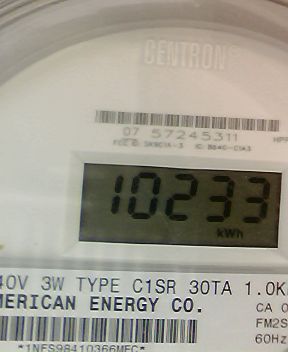 CENTRON®
07 57245311
10233
kWh
40V 3W TYPE C1SR 30TA 1.0K
MERICAN ENERGY CO.
CA 0
FM2S
60Hz
*1NFS98410366MEC*